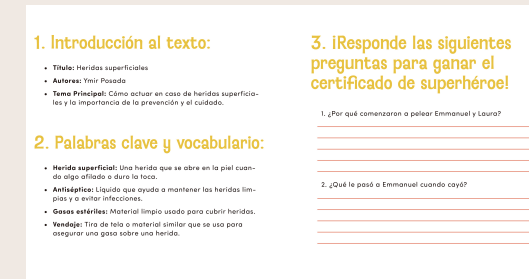 1. Introducción al texto:
• Título: Heridas superficiales
• Autores: Ymir Posada
• Tema Principal: Cómo actuar en caso de heridas superficia-
les y la importancia de la prevención y el cuidado.
2. Palabras clave y vocabulario:
• Herida superficial: Una herida que se abre en la piel cuan-
do algo afilado o duro la toca.
• Antiséptico: Líquido que ayuda a mantener las heridas lim-
pias y a evitar infecciones.
• Gasas estériles: Material limpio usado para cubrir heridas.
• Vendaje: Tira de tela o material similar que se usa para
asegurar una gasa sobre una herida.
3. ¡Responde las siguientes
preguntas para ganar el
certificado de superhéroe!
1. ¿Por qué comenzaron a pelear Emmanuel y Laura?
2. ¿Qué le pasó a Emmanuel cuando cayó?